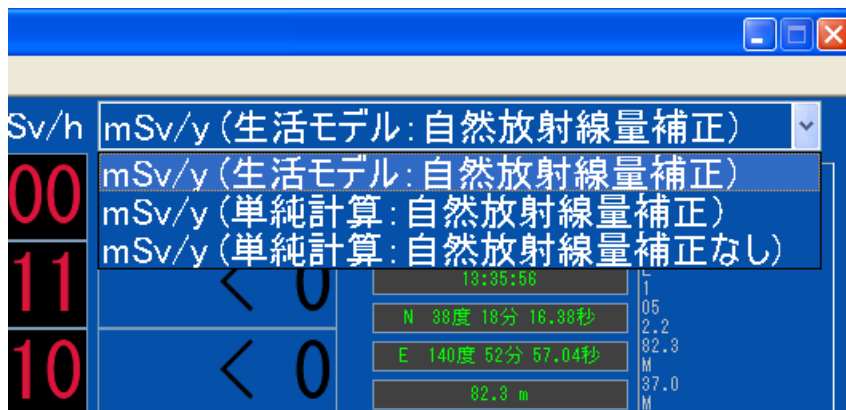 Sv/h
mSv/y(生活モデル:自然放射線量補正)
mSv/y(生活モデル:自然放射線量補正)
mSv/y(単純計算:自然放射線量補正)
mSv/y(単純計算:自然放射線量補正なし)
00
11
< 0
10
< 0
13:35:56
N 38度 18分 16.38秒
E 140度 52分 57.04秒
82.3 m
1
05
2.2
82.3
M
37.0
M